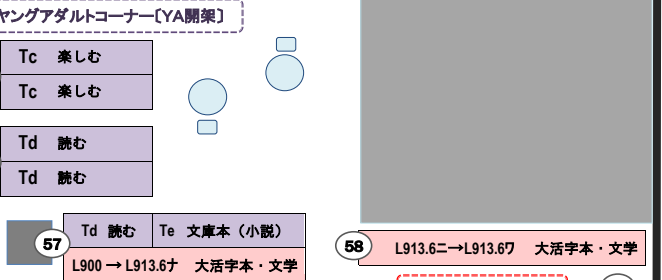 ヤングアダルトコーナー〔YA開架〕
Tc 楽しむ
Tc 楽しむ
Td 読む
Td 読む
57
Td 読む Te 文庫本（小説）
L900 → L913.6ナ 大活字本・文学
58
L913.6ニ→L913.6ワ 大活字本・文学